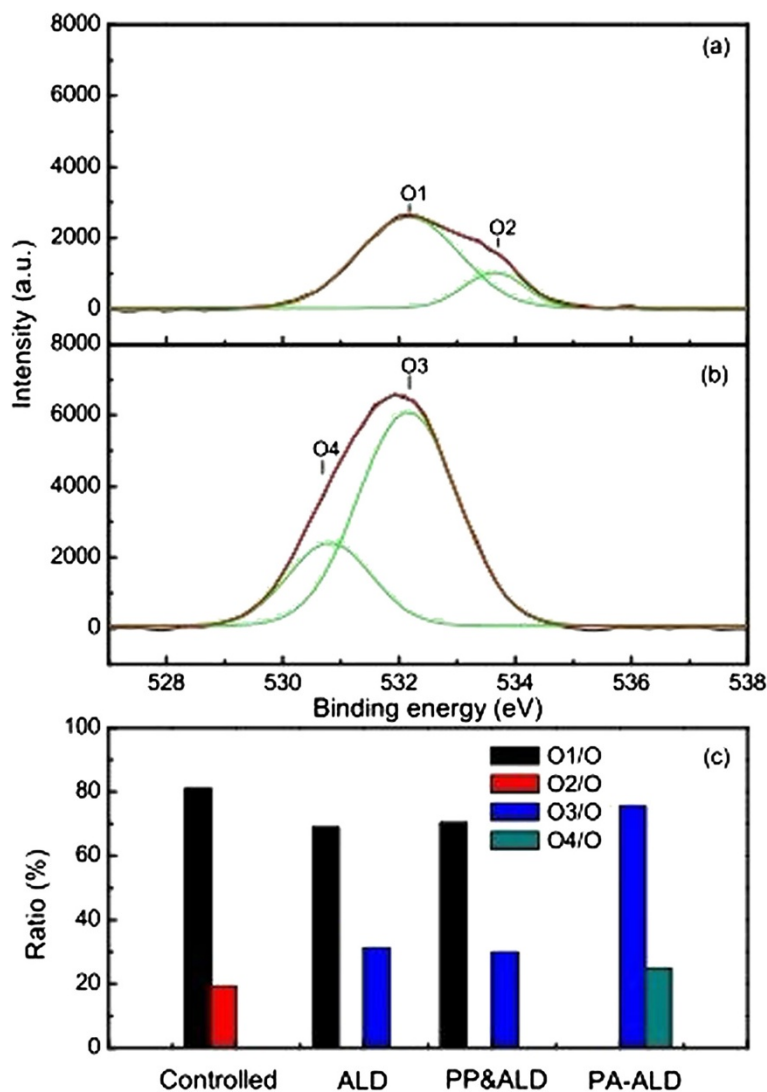 8000
(a)
6000
4000
O1
2000
O2
0
8000
(b)
O3
6000
O4
4000
2000
0
Intensity (a.u.)
528 530 532 534 536 538
Binding energy (eV)
100
(c)
O1/O
80
O2/O
O3/O
60
O4/O
40
20
0
Ratio (%)
Controlled ALD PP&ALD PA-ALD